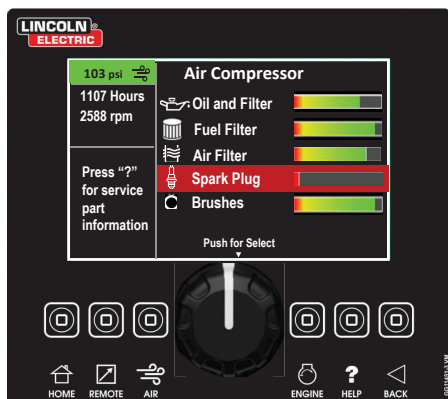 LINCOLN®
ELECTRIC
103 psi
Air Compressor
1107 Hours
2588 rpm
Oil and Filter
Fuel Filter
Air Filter
Press “?”
for service
part
information
Spark Plug
Brushes
Push for Select
HOME
REMOTE
AIR
ENGINE
?
HELP
BACK